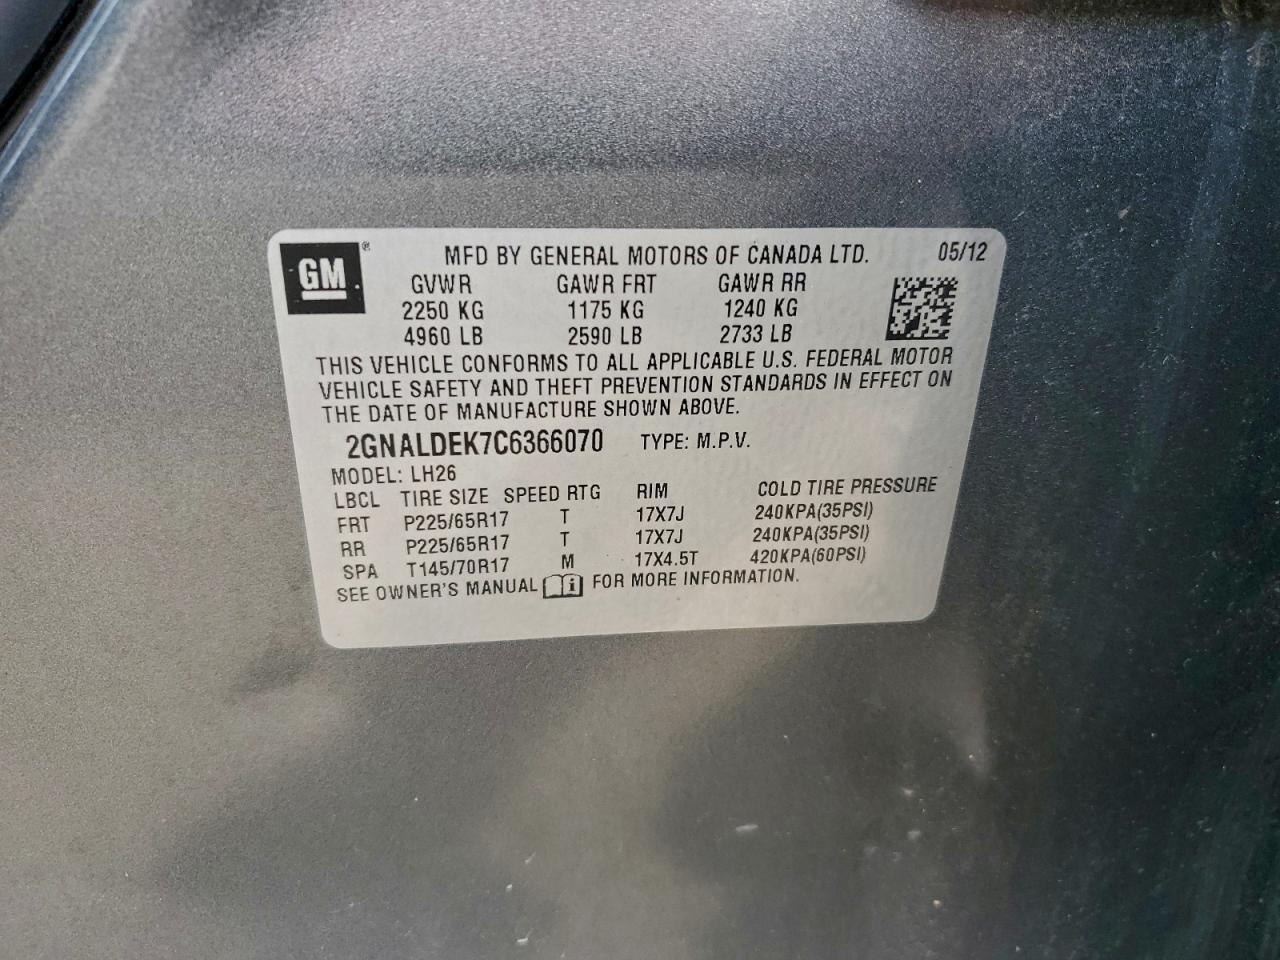 GM ® MFD BY GENERAL MOTORS OF CANADA LTD. 05/12
GVWR GAWR FRT GAWR RR
2250 KG 1175 KG 1240 KG
4960 LB 2590 LB 2733 LB
THIS VEHICLE CONFORMS TO ALL APPLICABLE U.S. FEDERAL MOTOR
VEHICLE SAFETY AND THEFT PREVENTION STANDARDS IN EFFECT ON
THE DATE OF MANUFACTURE SHOWN ABOVE.
2GNALDEK7C6366070 TYPE: M.P.V.
MODEL: LH26
LBCL TIRE SIZE SPEED RTG RIM COLD TIRE PRESSURE
FRT P225/65R17 T 17X7J 240KPA(35PSI)
RR P225/65R17 T 17X7J 240KPA(35PSI)
SPA T145/70R17 M 17X4.5T 420KPA(60PSI)
SEE OWNER'S MANUAL i FOR MORE INFORMATION.